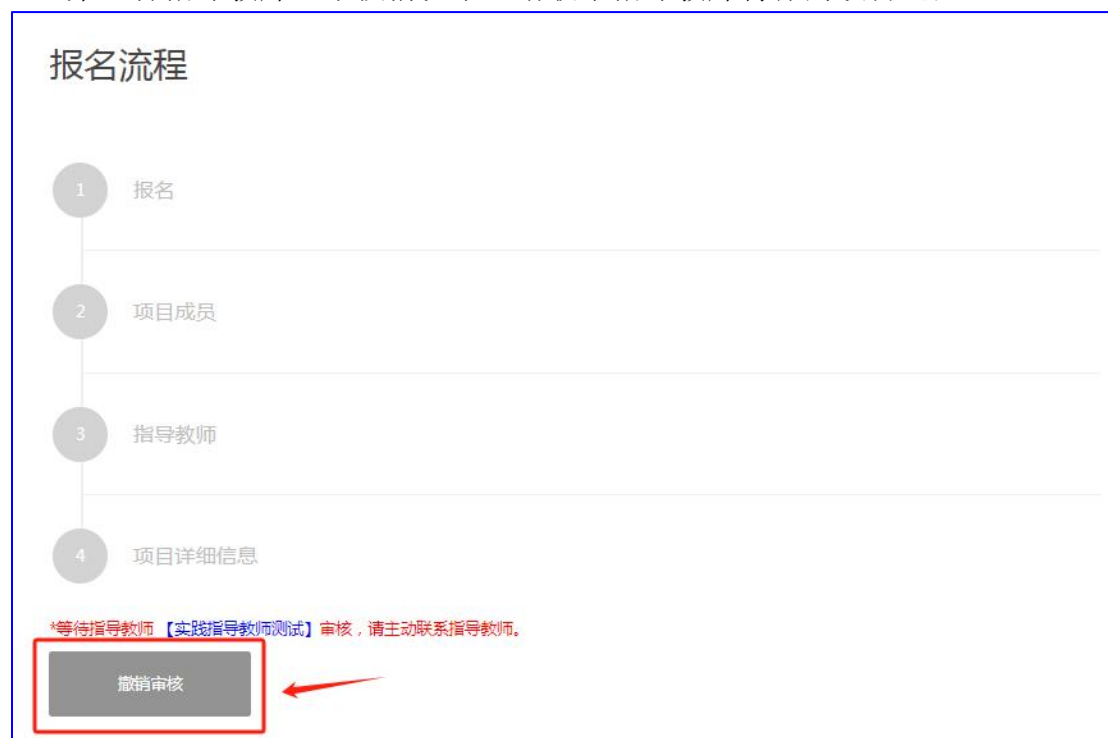 报名流程
1 报名
2 项目成员
3 指导教师
4 项目详细信息
*等待指导教师 【实践指导教师测试】审核，请主动联系指导教师。
撤销审核